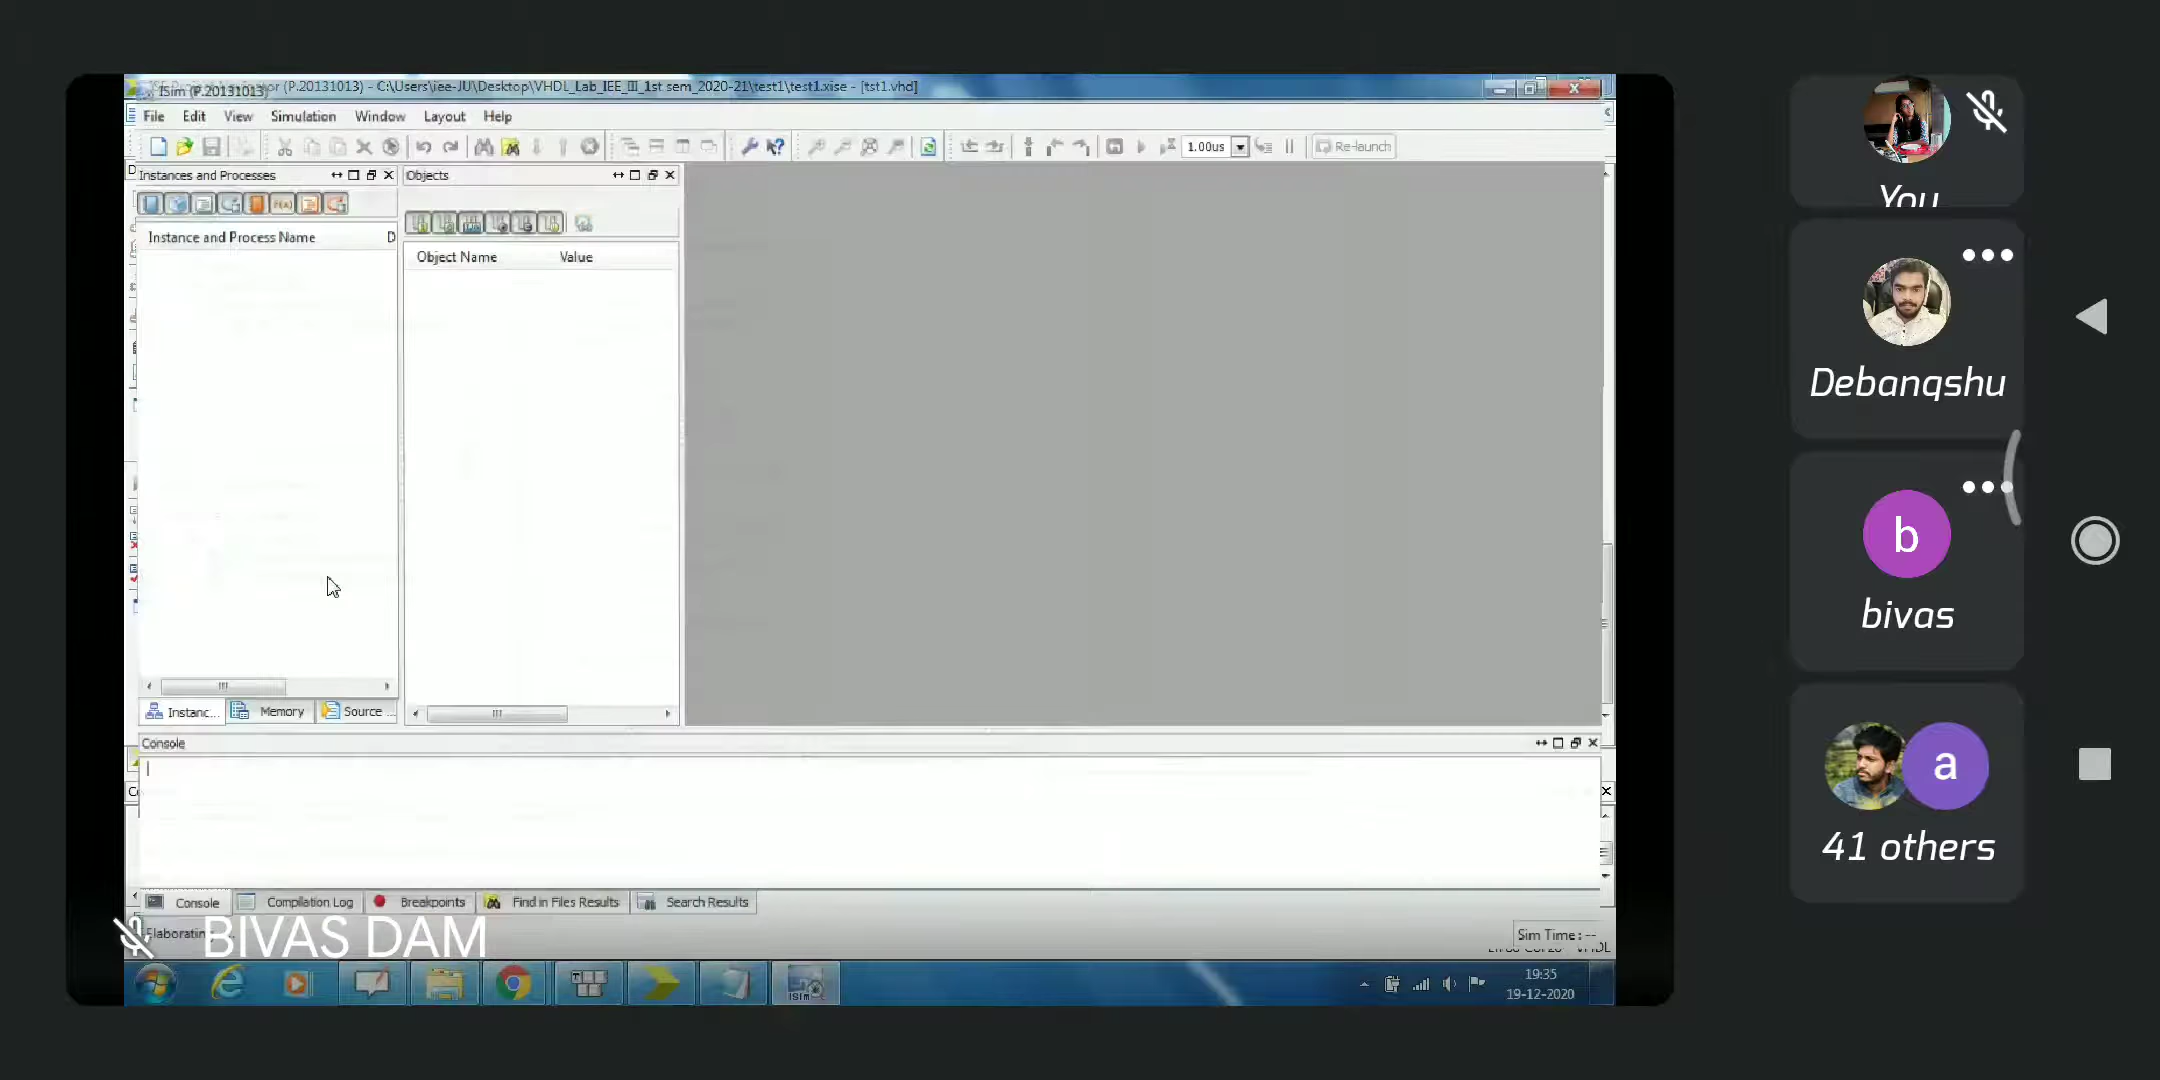 ISim (P.20131013)
(P.20131013) - C:\Users\iee-JU\Desktop\VHDL_Lab_IEE_III_1st sem_2020-21\test1\test1.xise - [tst1.vhd]
File Edit View Simulation Window Layout Help
1.00us Re-launch
Instances and Processes
Objects
Instance and Process Name D
Object Name Value
Instanc... Memory Source ...
Console
Console Compilation Log Breakpoints Find in Files Results Search Results
BIVAS DAM
Sim Time: --
19:35
19-12-2020
You
Debangshu
b
bivas
a
41 others